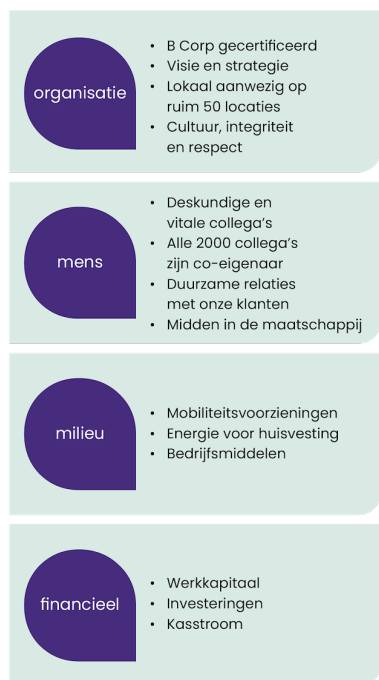 organisatie
• B Corp gecertificeerd
• Visie en strategie
• Lokaal aanwezig op
ruim 50 locaties
• Cultuur, integriteit
en respect
mens
• Deskundige en
vitale collega’s
• Alle 2000 collega’s
zijn co-eigenaar
• Duurzame relaties
met onze klanten
• Midden in de maatschappij
milieu
• Mobiliteitsvoorzieningen
• Energie voor huisvesting
• Bedrijfsmiddelen
financieel
• Werkkapitaal
• Investeringen
• Kasstroom